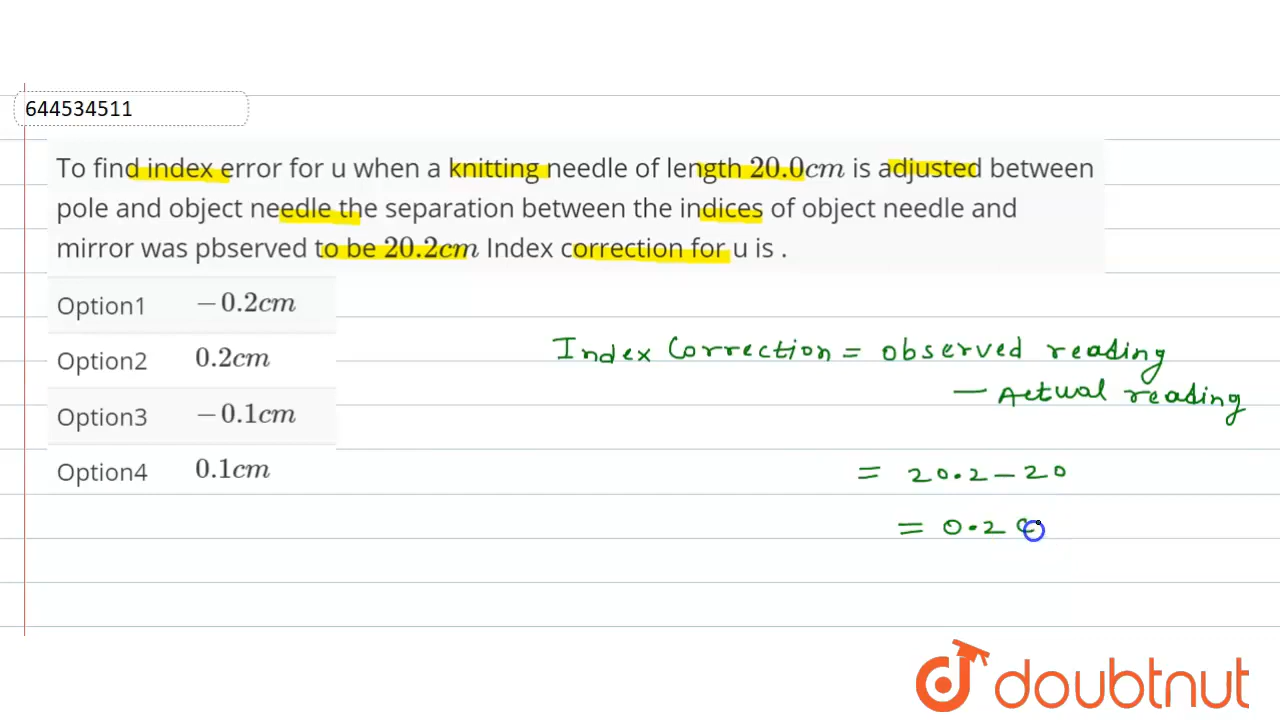 644534511
To find index error for u when a knitting needle of length 20.0cm is adjusted between
pole and object needle the separation between the indices of object needle and
mirror was pbserved to be 20.2cm Index correction for u is .
Option1 −0.2cm
Option2 0.2cm
Option3 −0.1cm
Option4 0.1cm
Index Correction = observed reading
— Actual reading
= 20.2 — 20
= 0.2 c
doubtnut